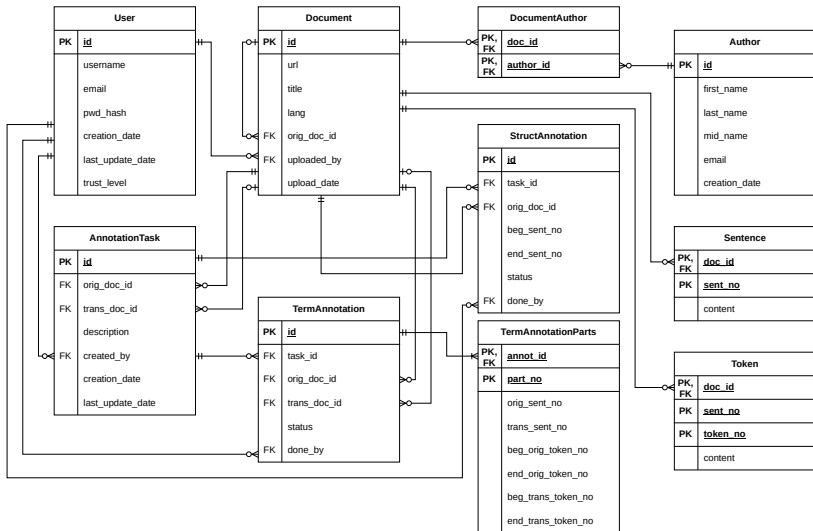 User
PK id
username
email
pwd_hash
creation_date
last_update_date
trust_level
Document
PK id
url
title
lang
FK orig_doc_id
FK uploaded_by
upload_date
DocumentAuthor
PK, FK doc_id
PK, FK author_id
Author
PK id
first_name
last_name
mid_name
email
creation_date
StructAnnotation
PK id
FK task_id
FK orig_doc_id
beg_sent_no
end_sent_no
status
FK done_by
AnnotationTask
PK id
FK orig_doc_id
FK trans_doc_id
description
FK created_by
creation_date
last_update_date
TermAnnotation
PK id
FK task_id
FK orig_doc_id
FK trans_doc_id
status
FK done_by
TermAnnotationParts
PK, FK annot_id
PK part_no
orig_sent_no
trans_sent_no
beg_orig_token_no
end_orig_token_no
beg_trans_token_no
end_trans_token_no
Sentence
PK, FK doc_id
PK sent_no
content
Token
PK, FK doc_id
PK sent_no
PK token_no
content